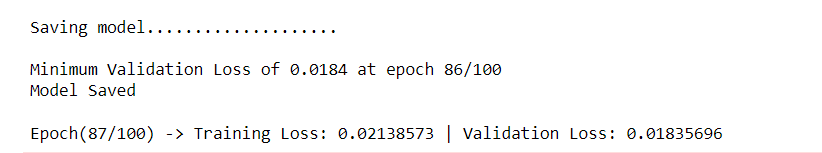 Saving model....................
Minimum Validation Loss of 0.0184 at epoch 86/100
Model Saved
Epoch(87/100) -> Training Loss: 0.02138573 | Validation Loss: 0.01835696